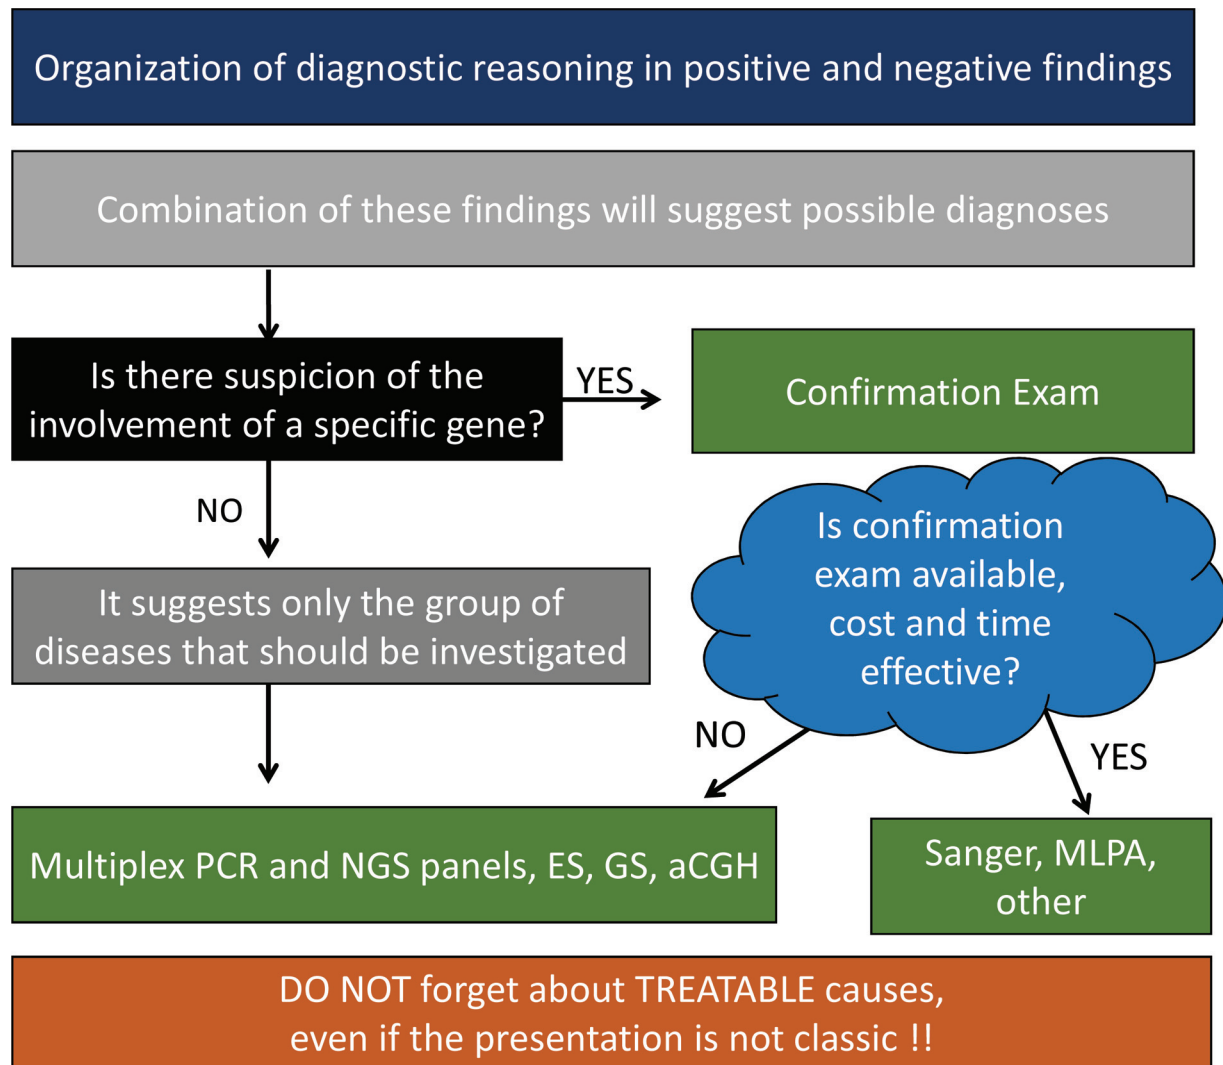 Organization of diagnostic reasoning in positive and negative findings
Combination of these findings will suggest possible diagnoses
Is there suspicion of the
involvement of a specific gene?
YES
Confirmation Exam
NO
It suggests only the group of
diseases that should be investigated
Is confirmation
exam available,
cost and time
effective?
NO
YES
Multiplex PCR and NGS panels, ES, GS, aCGH
Sanger, MLPA,
other
DO NOT forget about TREATABLE causes,
even if the presentation is not classic !!